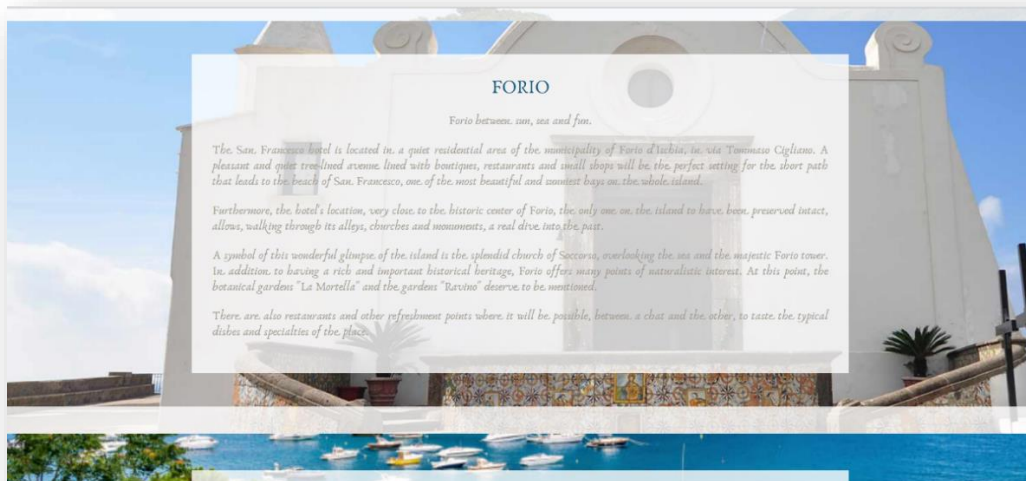 FORIO
Forio between sun, sea and fun.
The San Francesco hotel is located in a quiet residential area of the municipality of Forio d'Ischia, in via Tommaso Cigliano. A
pleasant and quiet tree-lined avenue lined with boutiques, restaurants and small shops will be the perfect setting for the short path
that leads to the beach of San Francesco, one of the most beautiful and sunniest bays on the whole island.
Furthermore, the hotel's location, very close to the historic center of Forio, the only one on the island to have been preserved intact,
allows, walking through its alleys, churches and monuments, a real dive into the past.
A symbol of this wonderful glimpse of the island is the splendid church of Soccorso, overlooking the sea and the majestic Forio tower.
In addition to having a rich and important historical heritage, Forio offers many points of naturalistic interest. At this point, the
botanical gardens "La Mortella" and the gardens "Ravino" deserve to be mentioned.
There are also restaurants and other refreshment points where it will be possible, between a chat and the other, to taste the typical
dishes and specialties of the place.